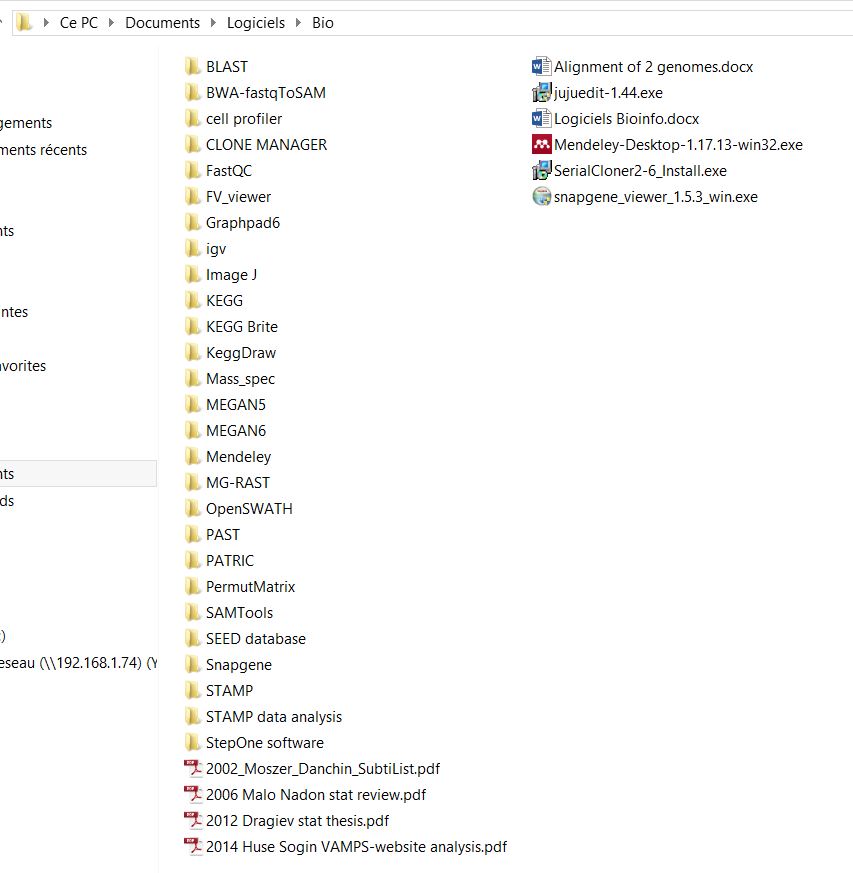 Ce PC Documents Logiciels Bio
gements
ments récents
nts
ntes
avorites
nts
ds
:)
eseau (\\192.168.1.74) (Y
BLAST
BWA-fastqToSAM
cell profiler
CLONE MANAGER
FastQC
FV_viewer
Graphpad6
igv
Image J
KEGG
KEGG Brite
KeggDraw
Mass_spec
MEGAN5
MEGAN6
Mendeley
MG-RAST
OpenSWATH
PAST
PATRIC
PermutMatrix
SAMTools
SEED database
Snapgene
STAMP
STAMP data analysis
StepOne software
2002_Moszer_Danchin_SubtiList.pdf
2006 Malo Nadon stat review.pdf
2012 Dragiev stat thesis.pdf
2014 Huse Sogin VAMPS-website analysis.pdf
Alignment of 2 genomes.docx
jujuedit-1.44.exe
Logiciels Bioinfo.docx
Mendeley-Desktop-1.17.13-win32.exe
SerialCloner2-6_Install.exe
snapgene_viewer_1.5.3_win.exe